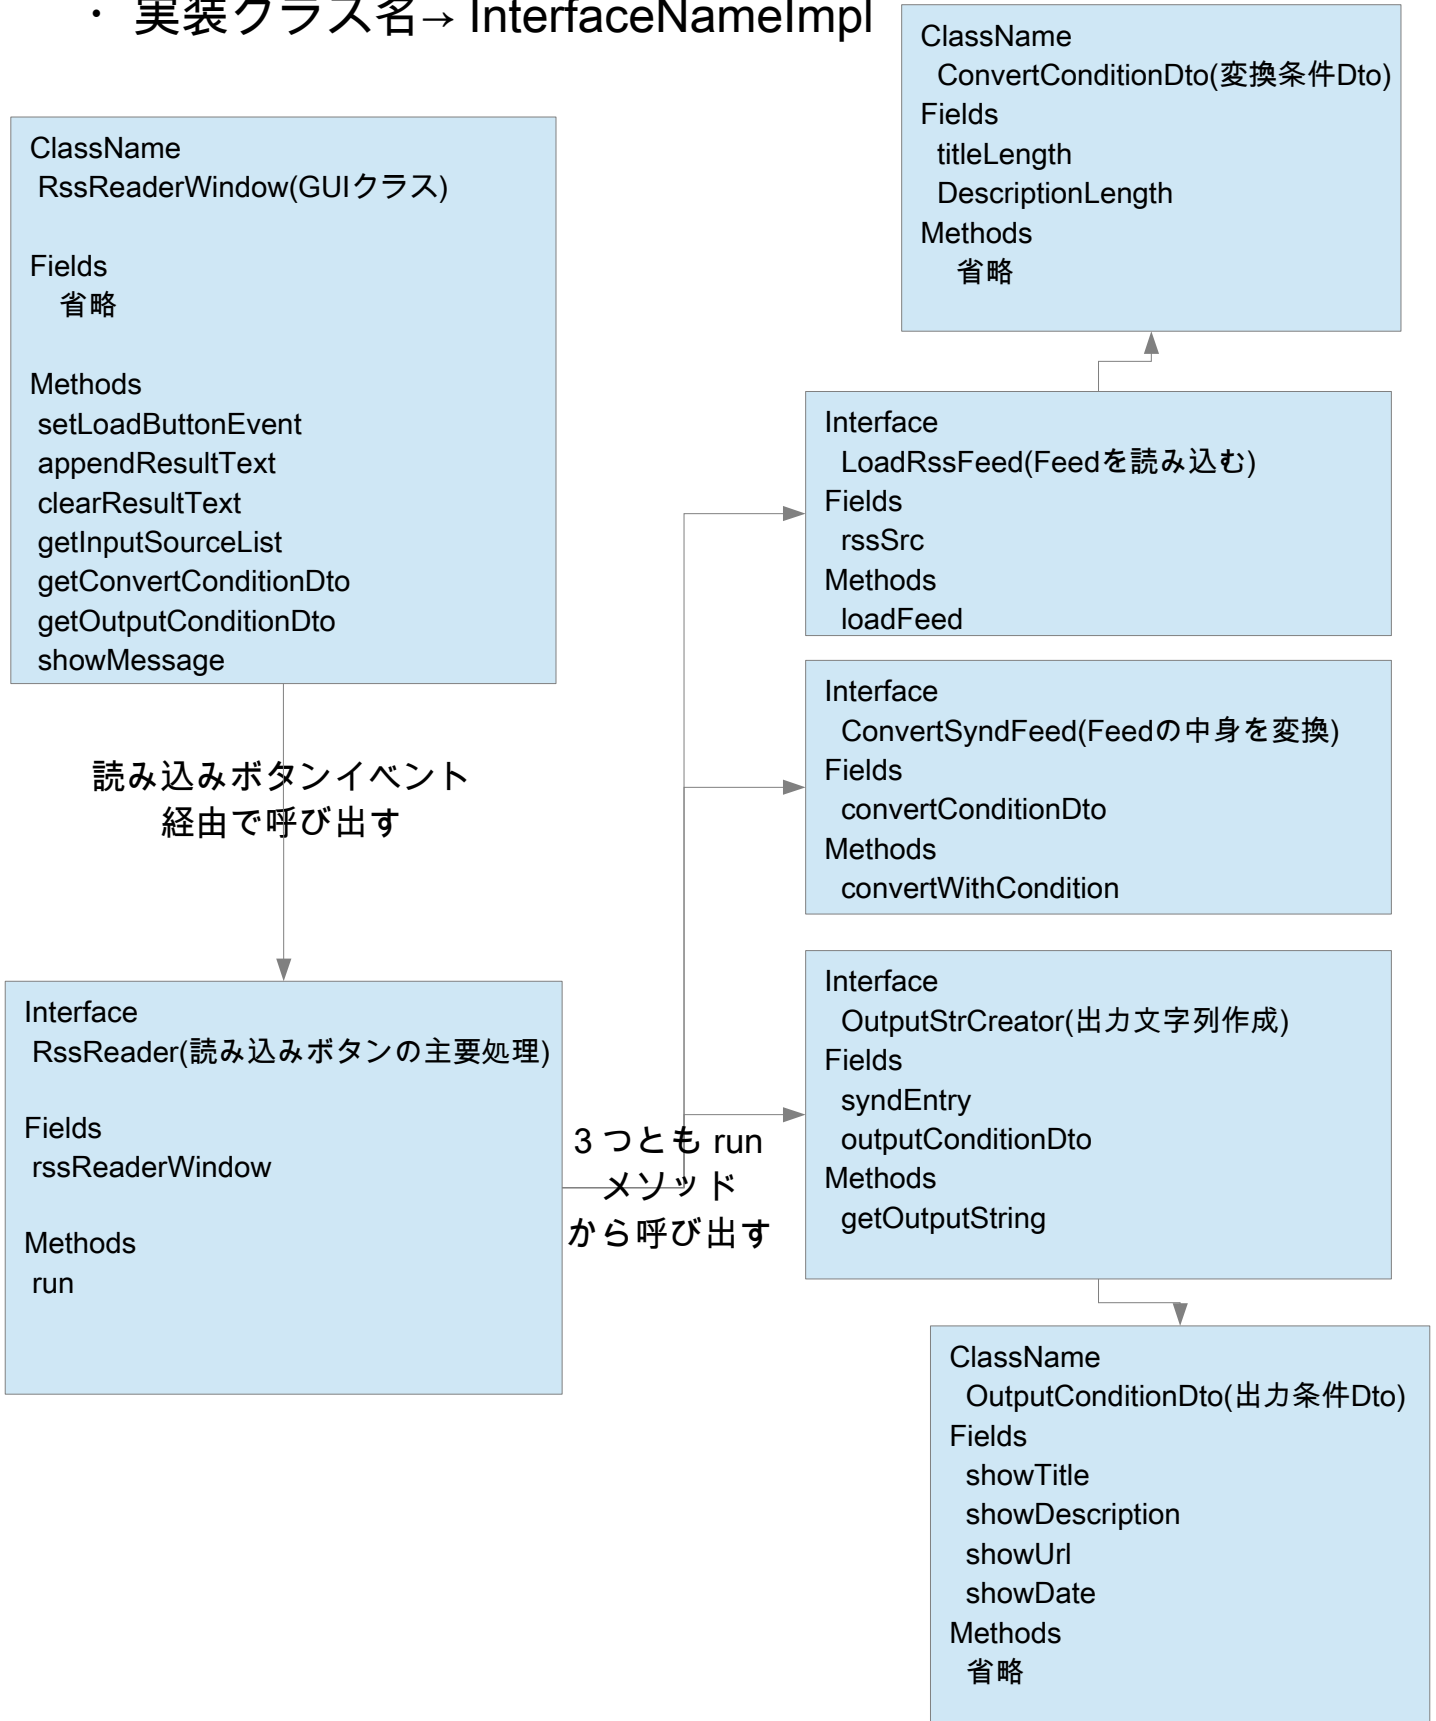 ・ 実装クラス名→ InterfaceNameImpl
ClassName
RssReaderWindow(GUIクラス)
Fields
省略
Methods
setLoadButtonEvent
appendResultText
clearResultText
getInputSourceList
getConvertConditionDto
getOutputConditionDto
showMessage
読み込みボタンイベント
経由で呼び出す
Interface
RssReader(読み込みボタンの主要処理)
Fields
rssReaderWindow
Methods
run
3 つとも run
メソッド
から呼び出す
ClassName
ConvertConditionDto(変換条件Dto)
Fields
titleLength
DescriptionLength
Methods
省略
Interface
LoadRssFeed(Feedを読み込む)
Fields
rssSrc
Methods
loadFeed
Interface
ConvertSyndFeed(Feedの中身を変換)
Fields
convertConditionDto
Methods
convertWithCondition
Interface
OutputStrCreator(出力文字列作成)
Fields
syndEntry
outputConditionDto
Methods
getOutputString
ClassName
OutputConditionDto(出力条件Dto)
Fields
showTitle
showDescription
showUrl
showDate
Methods
省略